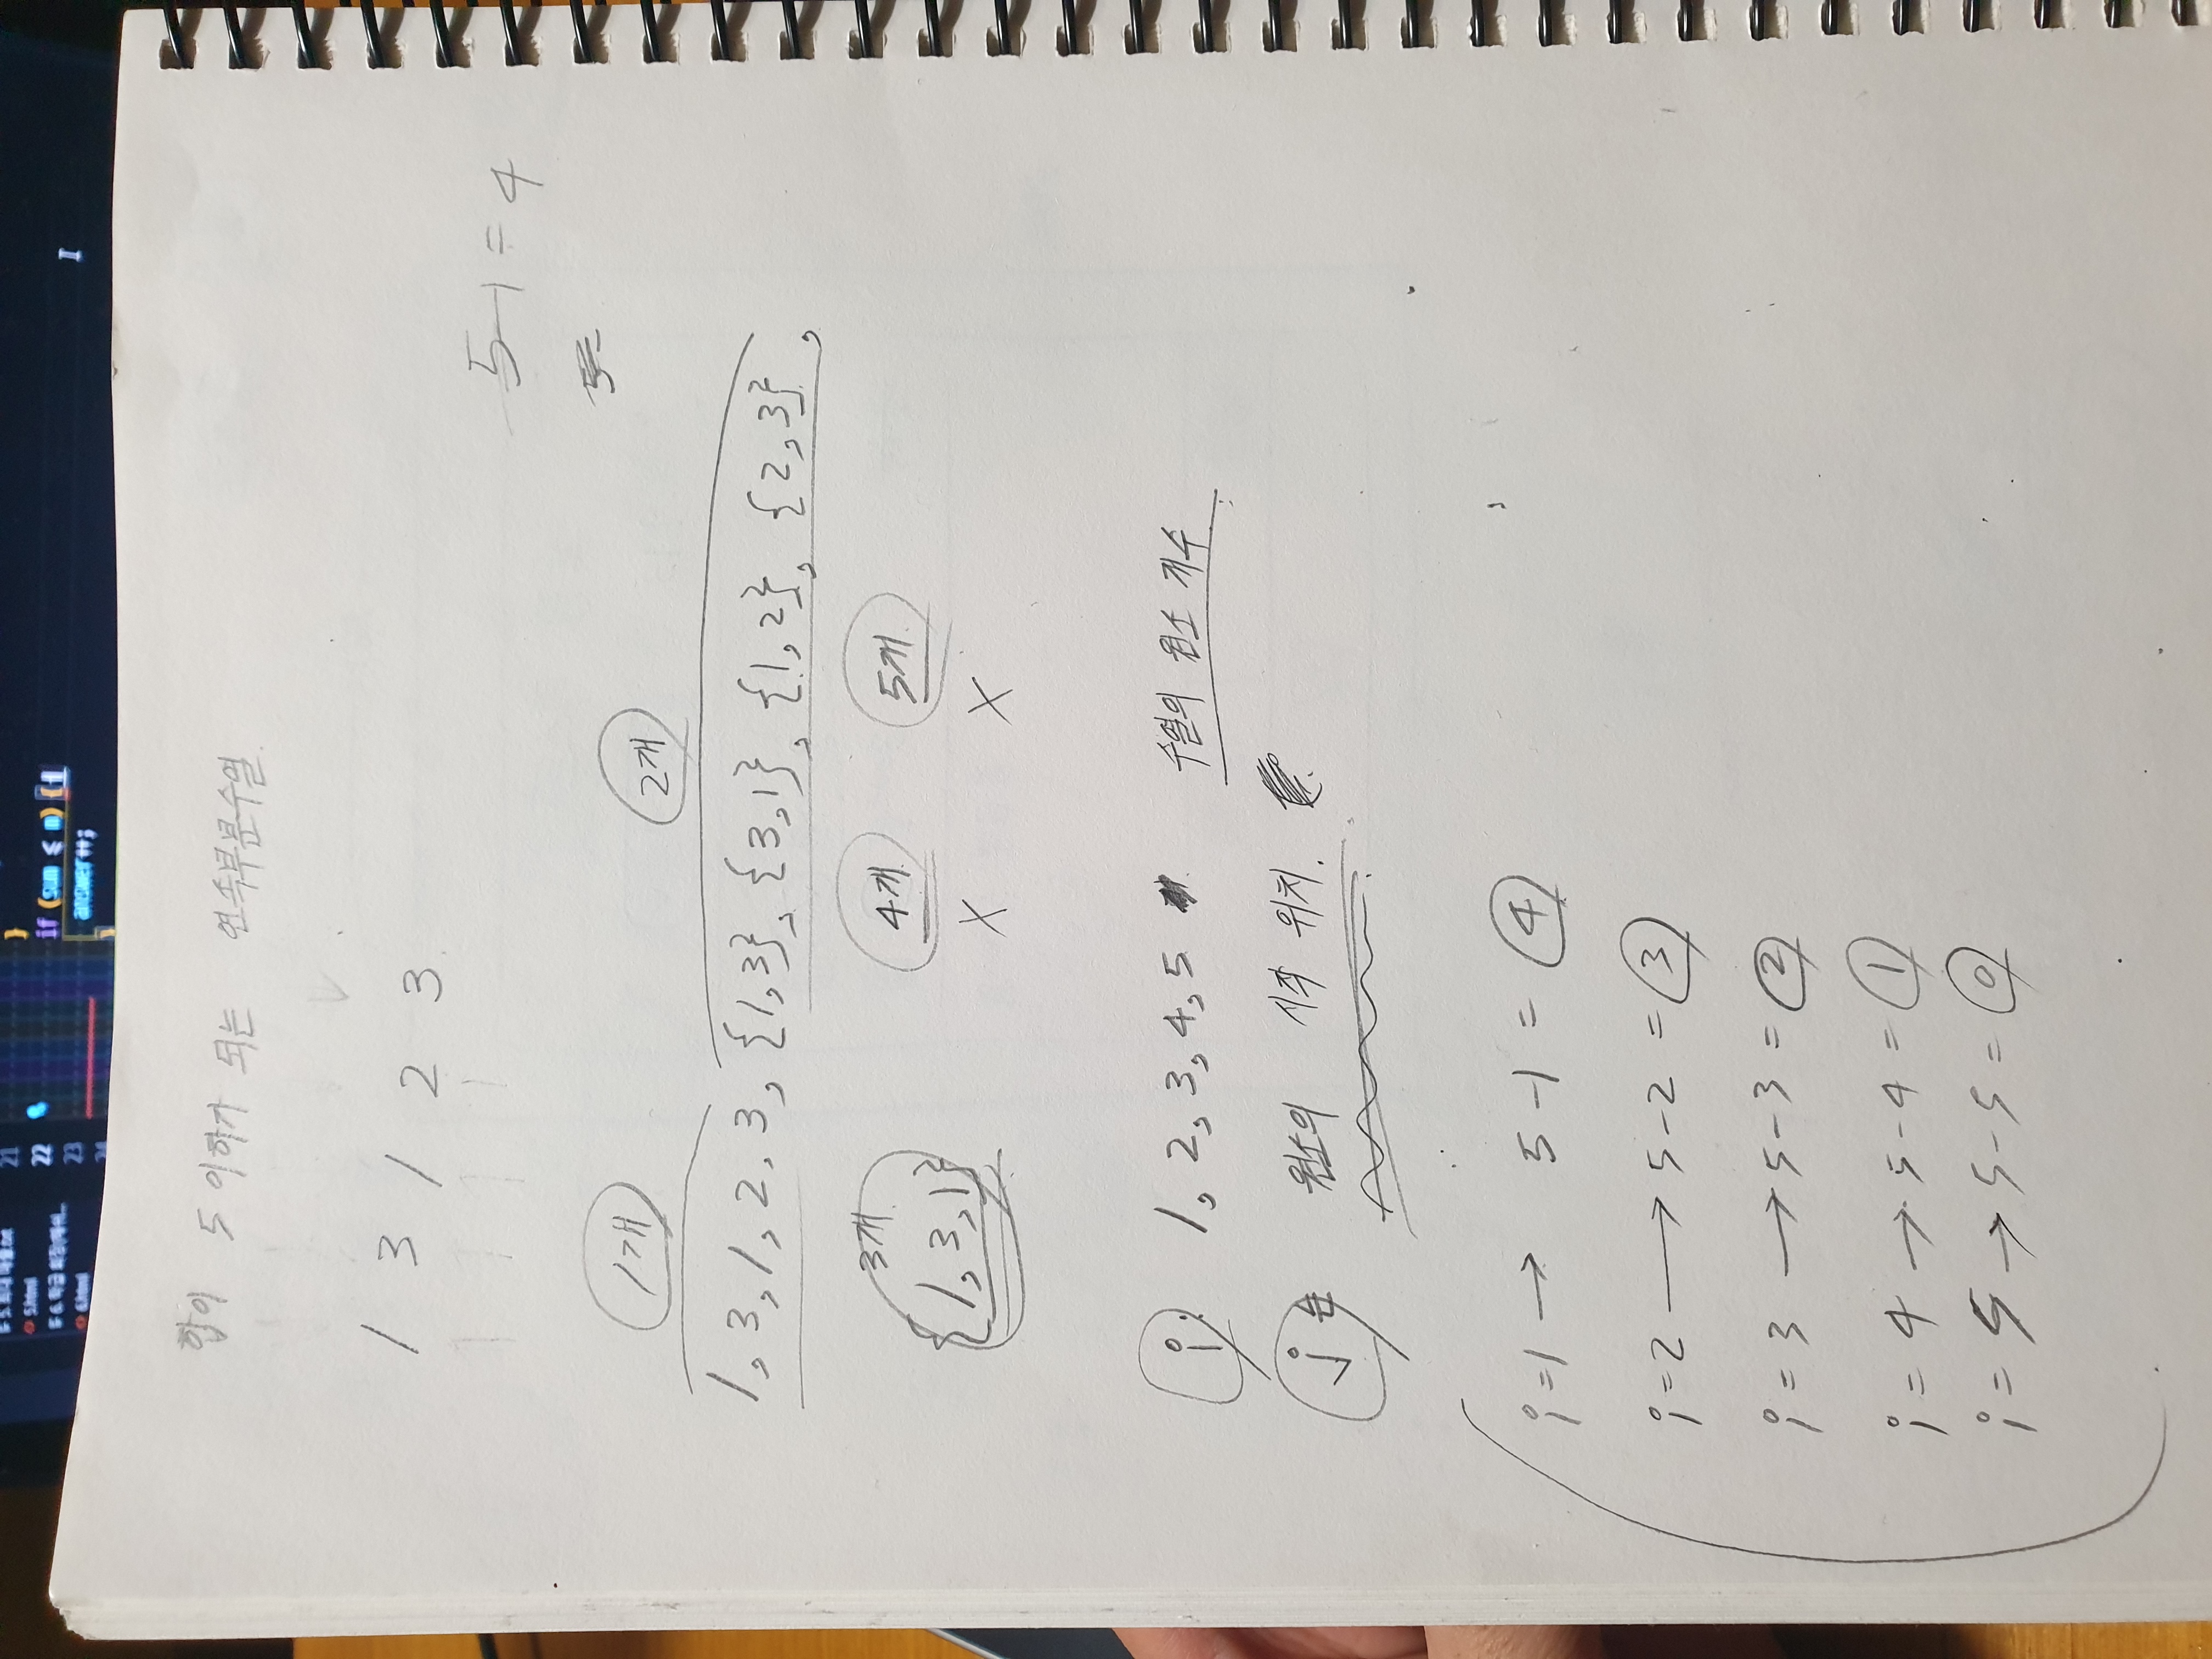 21
5.html
22
if (sum <= m) {
23
answer++;
6.html
}
합이 5 이하가 되는 연속부분수열.
1 3 1 2 3
5-1 = 4
5-
1개 2개
1, 3, 1, 2, 3, {1,3}, {3,1}, {1,2}, {2,3},
3개 4개 5개
{1, 3, 1} X X
i 1, 2, 3, 4, 5 수열의 원소 개수
j는 원소의 시작 위치.
i=1 → 5-1 = 4
i=2 → 5-2 = 3
i=3 → 5-3 = 2
i=4 → 5-4 = 1
i=5 → 5-5 = 0